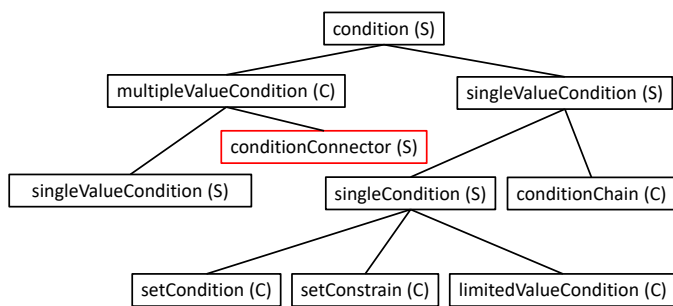 condition (S)
multipleValueCondition (C)
singleValueCondition (S)
conditionConnector (S)
singleValueCondition (S)
singleCondition (S)
conditionChain (C)
setCondition (C)
setConstrain (C)
limitedValueCondition (C)